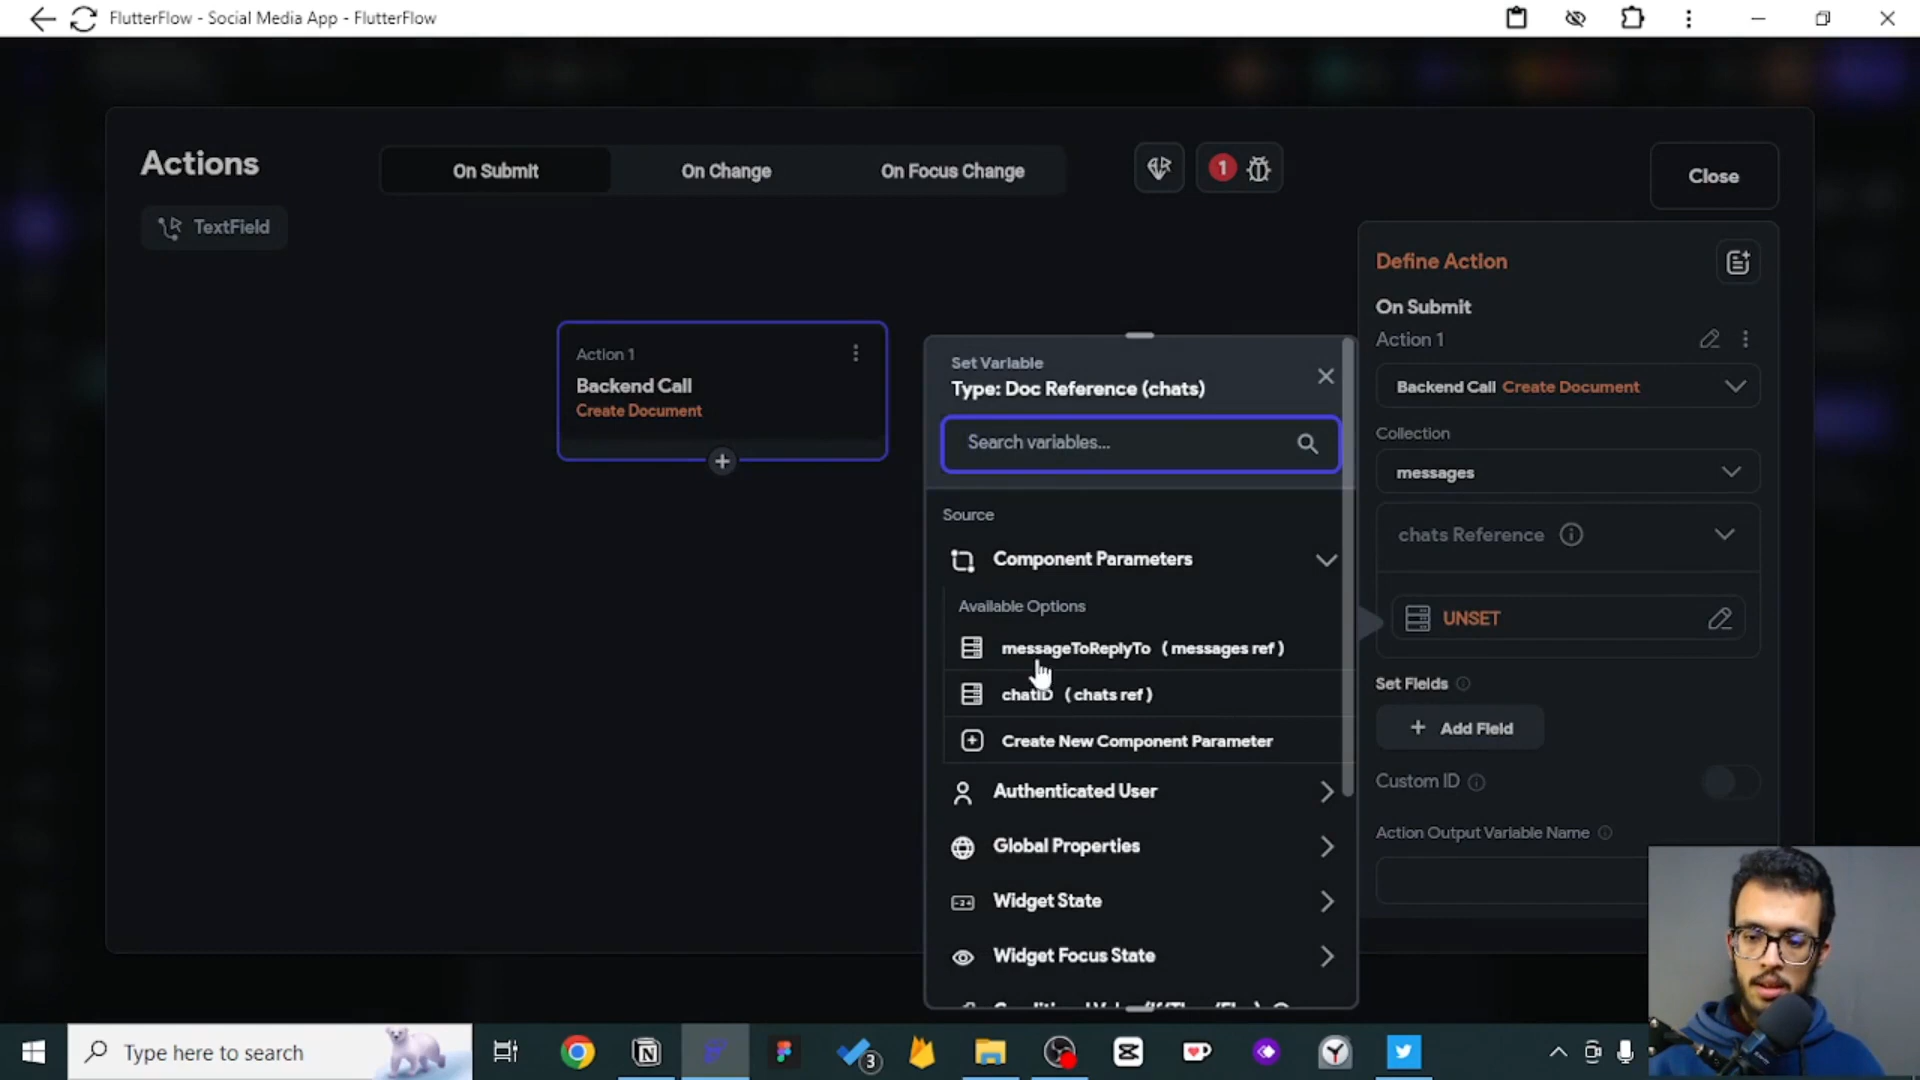 FlutterFlow - Social Media App - FlutterFlow
Actions
On Submit
On Change
On Focus Change
1
Close
TextField
Define Action
On Submit
Action 1
Backend Call Create Document
Collection
messages
chats Reference
UNSET
Set Fields
+ Add Field
Custom ID
Action Output Variable Name
Action 1
Backend Call
Create Document
Set Variable
Type: Doc Reference (chats)
Search variables...
Source
Component Parameters
Available Options
messageToReplyTo ( messages ref )
chatID ( chats ref )
Create New Component Parameter
Authenticated User
Global Properties
Widget State
Widget Focus State
Type here to search
3